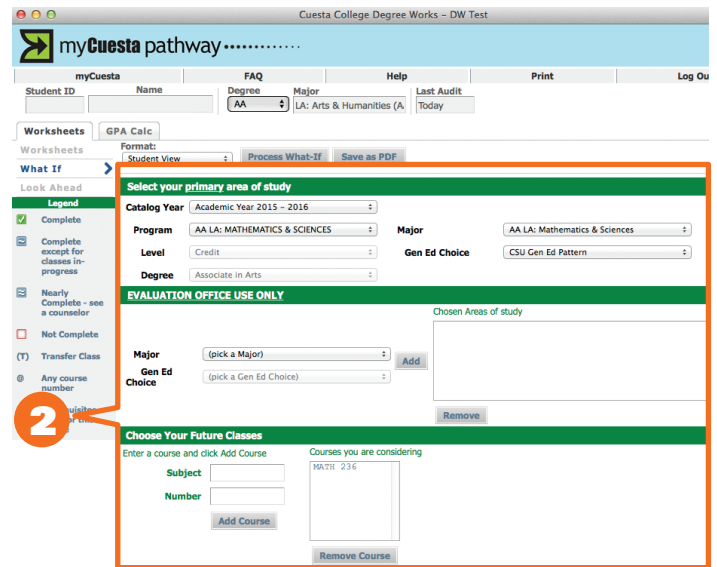 Cuesta College Degree Works – DW Test
myCuesta pathway
myCuesta FAQ Help Print Log Ou
Student ID Name Degree Major Last Audit
AA LA: Arts & Humanities (A. Today
Worksheets GPA Calc
Worksheets Format:
Student View Process What-If Save as PDF
What If
Look Ahead
Legend
Complete
Complete
except for
classes in-
progress
Nearly
Complete - see
a counselor
Not Complete
(T) Transfer Class
@ Any course
number
2
Select your primary area of study
Catalog Year Academic Year 2015 – 2016
Program AA LA: MATHEMATICS & SCIENCES Major AA LA: Mathematics & Sciences
Level Credit Gen Ed Choice CSU Gen Ed Pattern
Degree Associate in Arts
EVALUATION OFFICE USE ONLY
Chosen Areas of study
Major (pick a Major) Add
Gen Ed
Choice (pick a Gen Ed Choice)
Remove
Choose Your Future Classes
Enter a course and click Add Course Courses you are considering
Subject MATH 236
Number
Add Course
Remove Course